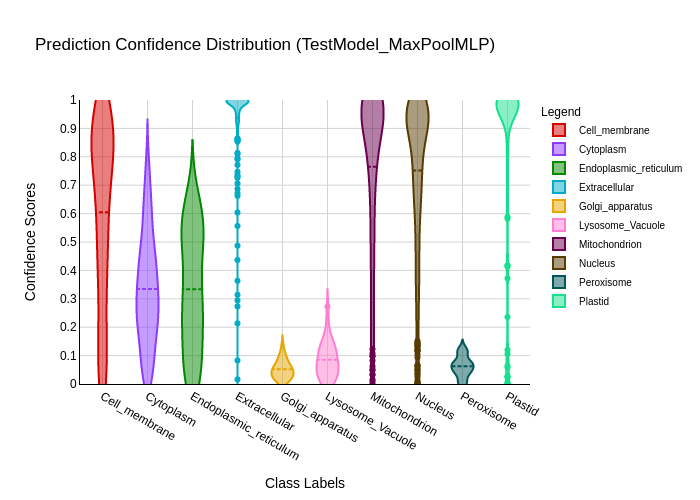 Prediction Confidence Distribution (TestModel_MaxPoolMLP)
Confidence Scores
1
0.9
0.8
0.7
0.6
0.5
0.4
0.3
0.2
0.1
0
Cell_membrane
Cytoplasm
Endoplasmic_reticulum
Extracellular
Golgi_apparatus
Lysosome_Vacuole
Mitochondrion
Nucleus
Peroxisome
Plastid
Class Labels
Legend
Cell_membrane
Cytoplasm
Endoplasmic_reticulum
Extracellular
Golgi_apparatus
Lysosome_Vacuole
Mitochondrion
Nucleus
Peroxisome
Plastid